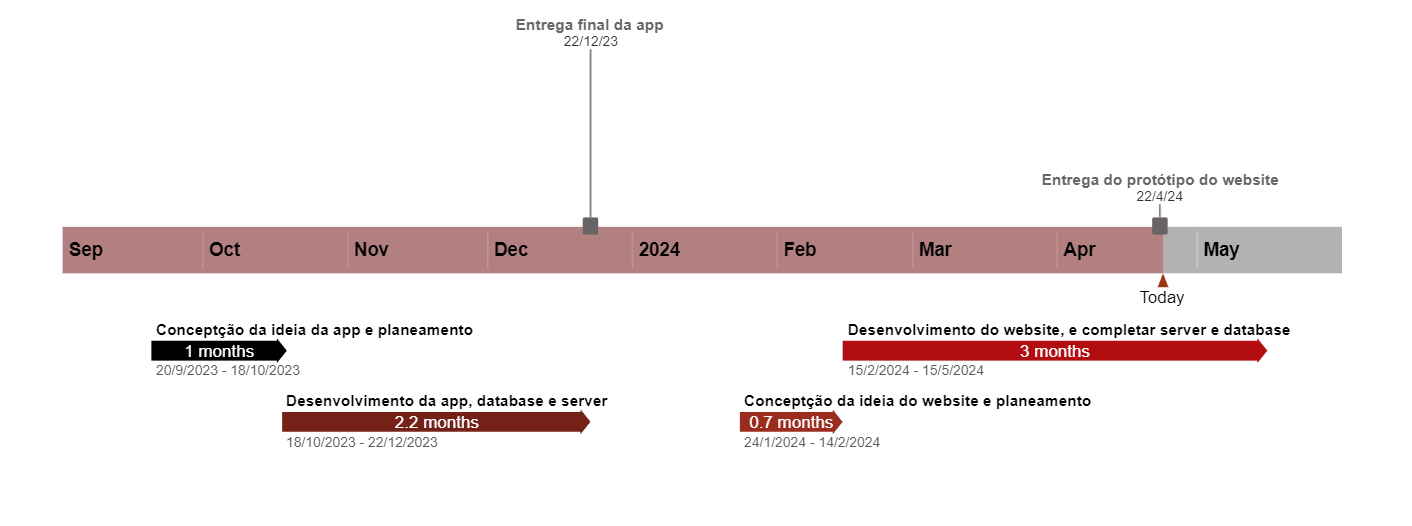 Entrega final da app
22/12/23
Entrega do protótipo do website
22/4/24
Sep Oct Nov Dec 2024 Feb Mar Apr May
Today
Conceptção da ideia da app e planeamento
1 months
20/9/2023 - 18/10/2023
Desenvolvimento do website, e completar server e database
3 months
15/2/2024 - 15/5/2024
Desenvolvimento da app, database e server
2.2 months
18/10/2023 - 22/12/2023
Conceptção da ideia do website e planeamento
0.7 months
24/1/2024 - 14/2/2024